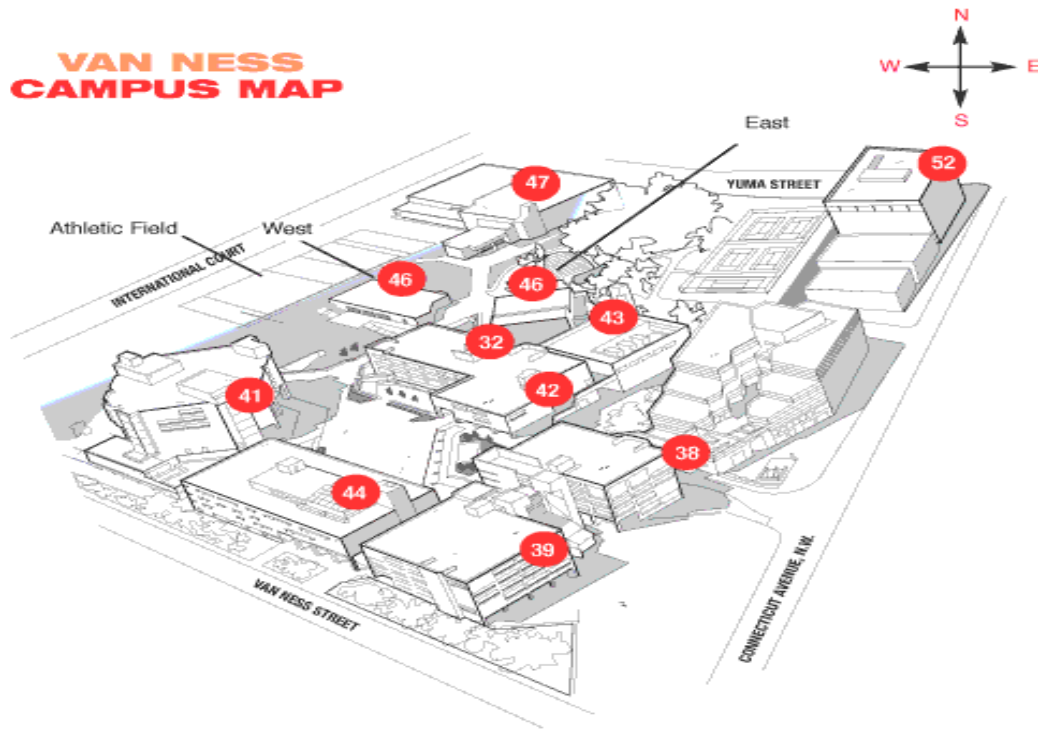 N
VAN NESS
CAMPUS MAP
W
E
S
East
52
47
YUMA STREET
Athletic Field
West
INTERNATIONAL COURT
46
46
43
32
42
41
38
44
39
CONNECTICUT AVENUE, N.W.
VAN NESS STREET